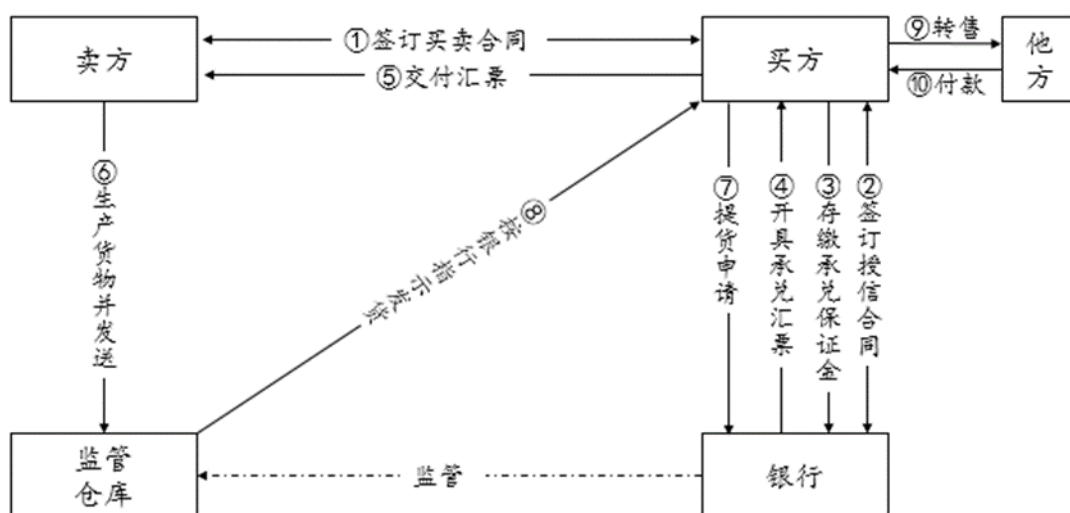 卖方
①签订买卖合同
⑤交付汇票
买方
⑨转售
⑩付款
他方
⑥生产货物并发送
⑧按银行指示发货
⑦提货申请
④开具承兑汇票
③存缴承兑保证金
②签订授信合同
监管
仓库
监管
银行